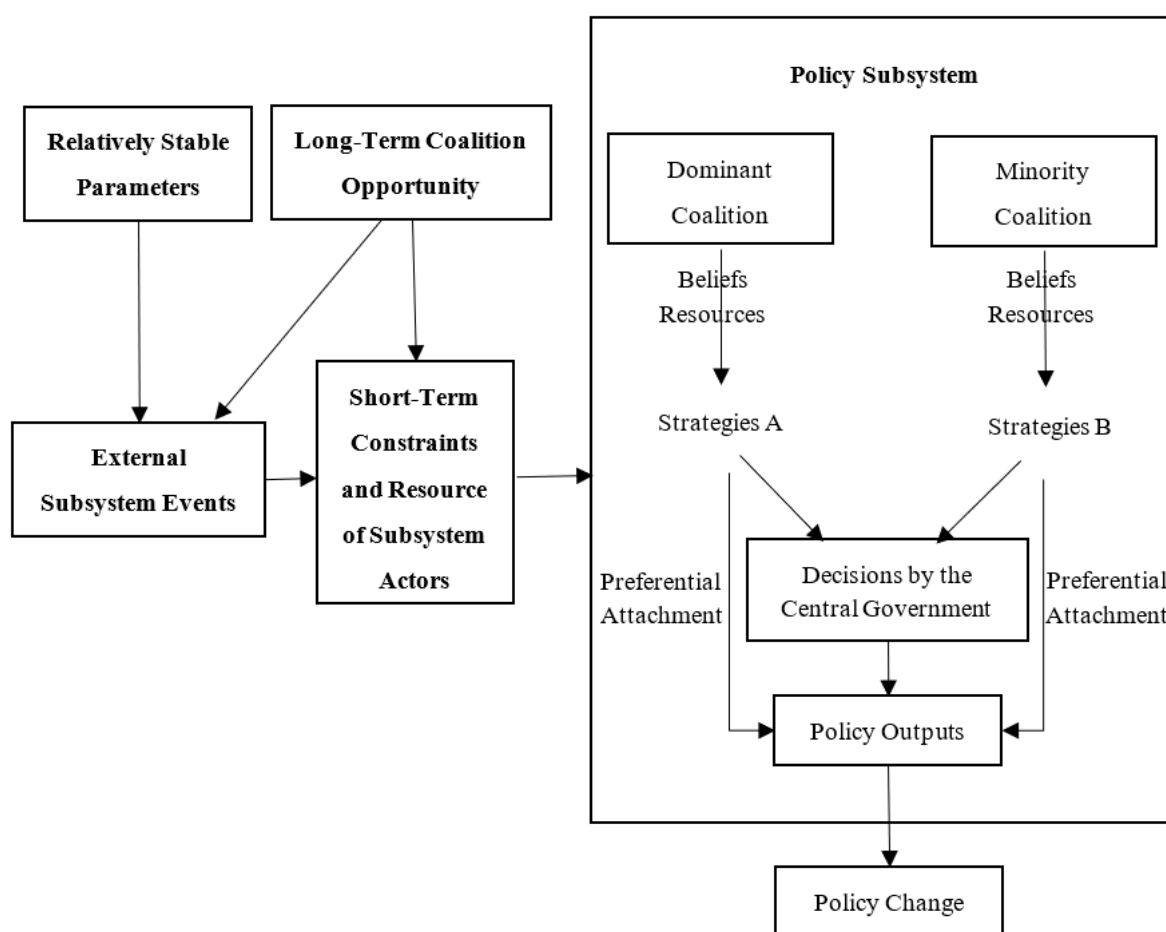 Policy Subsystem
Relatively Stable
Parameters
Long-Term Coalition
Opportunity
Dominant
Coalition
Minority
Coalition
Beliefs
Resources
Beliefs
Resources
Short-Term
Constraints
and Resource
of Subsystem
Actors
External
Subsystem Events
Strategies A
Strategies B
Decisions by the
Central Government
Preferential
Attachment
Preferential
Attachment
Policy Outputs
Policy Change